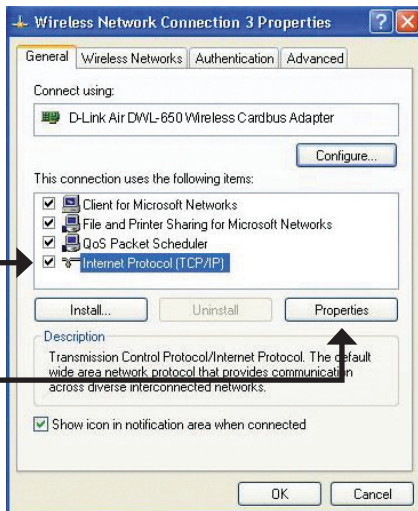 Wireless Network Connection 3 Properties
General Wireless Networks Authentication Advanced
Connect using:
D-Link Air DWL-650 Wireless Cardbus Adapter
Configure...
This connection uses the following items:
Client for Microsoft Networks
File and Printer Sharing for Microsoft Networks
QoS Packet Scheduler
Internet Protocol (TCP/IP)
Install... Uninstall Properties
Description
Transmission Control Protocol/Internet Protocol. The default
wide area network protocol that provides communication
across diverse interconnected networks.
Show icon in notification area when connected
OK Cancel